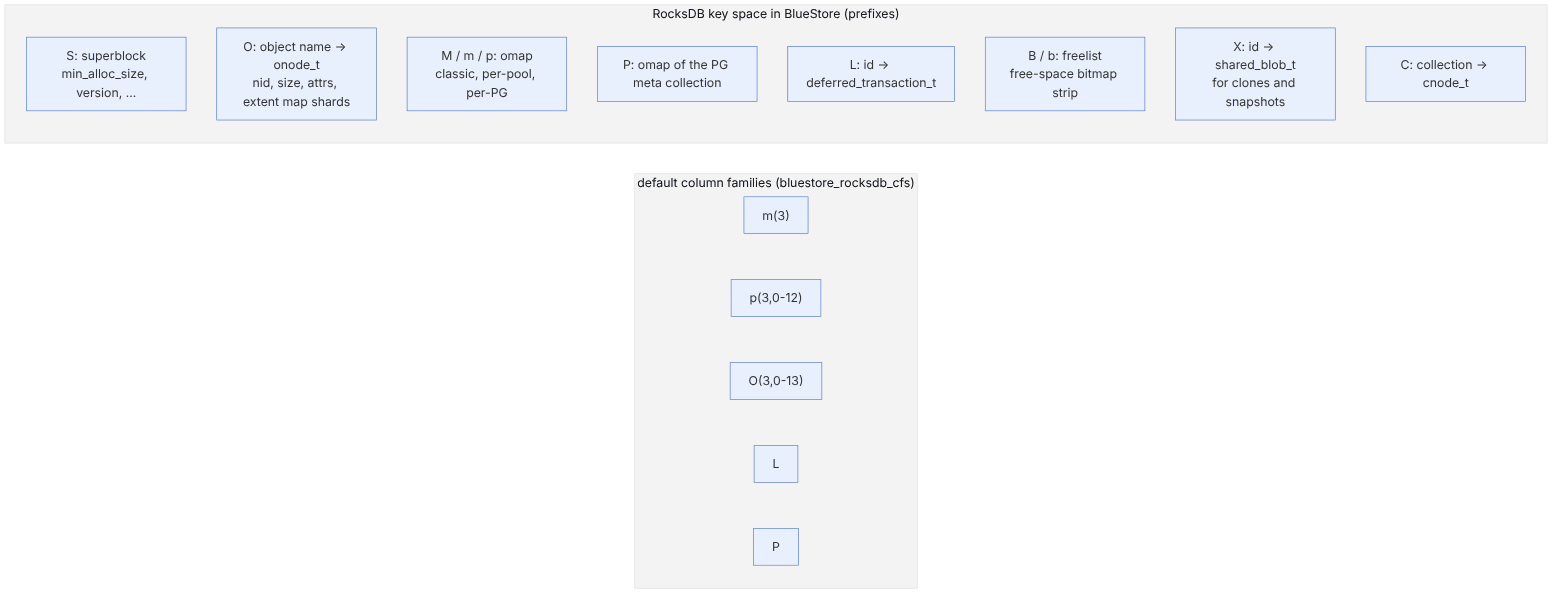 RocksDB key space in BlueStore (prefixes)
S: superblock
min_alloc_size,
version, ...
O: object name →
onode_t
nid, size, attrs,
extent map shards
M / m / p: omap
classic, per-pool,
per-PG
P: omap of the PG
meta collection
L: id →
deferred_transaction_t
B / b: freelist
free-space bitmap
strip
X: id →
shared_blob_t
for clones and
snapshots
C: collection →
cnode_t
default column families (bluestore_rocksdb_cfs)
m(3)
p(3,0-12)
O(3,0-13)
L
P